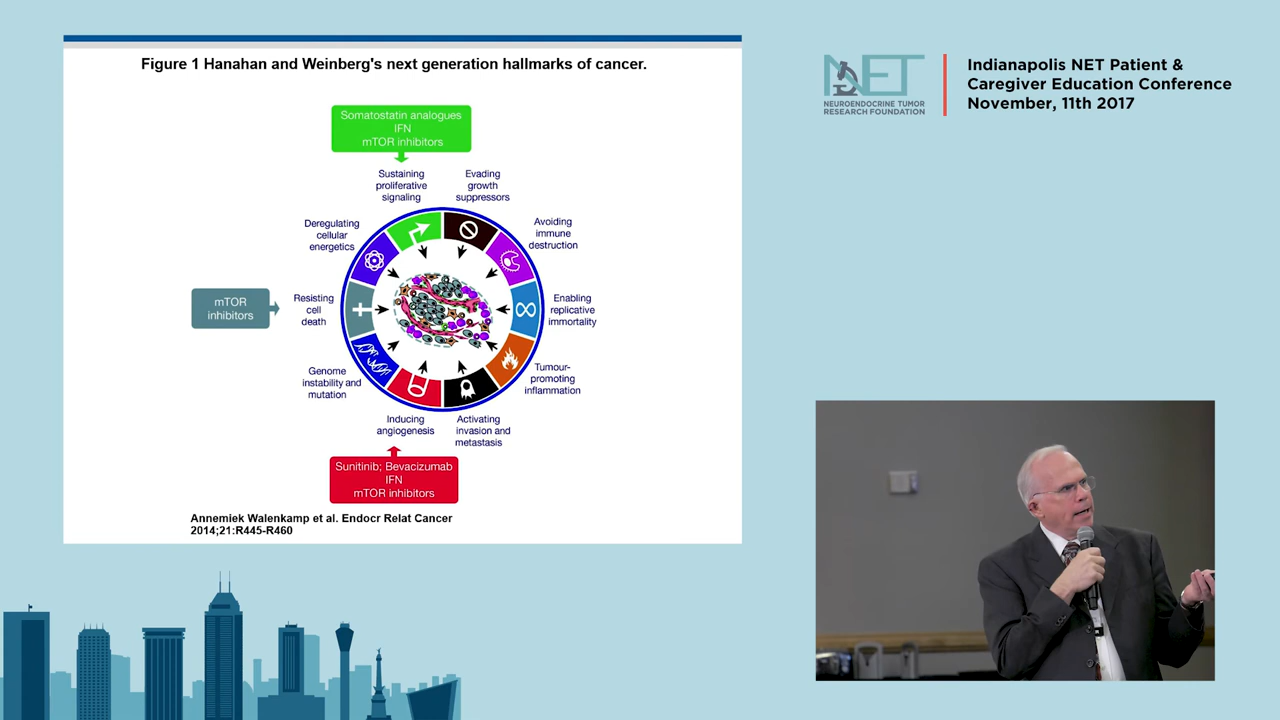 Figure 1 Hanahan and Weinberg's next generation hallmarks of cancer.
Somatostatin analogues
IFN
mTOR inhibitors
Sustaining
proliferative
signaling
Evading
growth
suppressors
Deregulating
cellular
energetics
Avoiding
immune
destruction
mTOR
inhibitors
Resisting
cell
death
Enabling
replicative
immortality
Genome
instability and
mutation
Tumour-
promoting
inflammation
Inducing
angiogenesis
Activating
invasion and
metastasis
Sunitinib; Bevacizumab
IFN
mTOR inhibitors
Annemiek Walenkamp et al. Endocr Relat Cancer
2014;21:R445-R460
NET
NEUROENDOCRINE TUMOR
RESEARCH FOUNDATION
Indianapolis NET Patient &
Caregiver Education Conference
November, 11th 2017